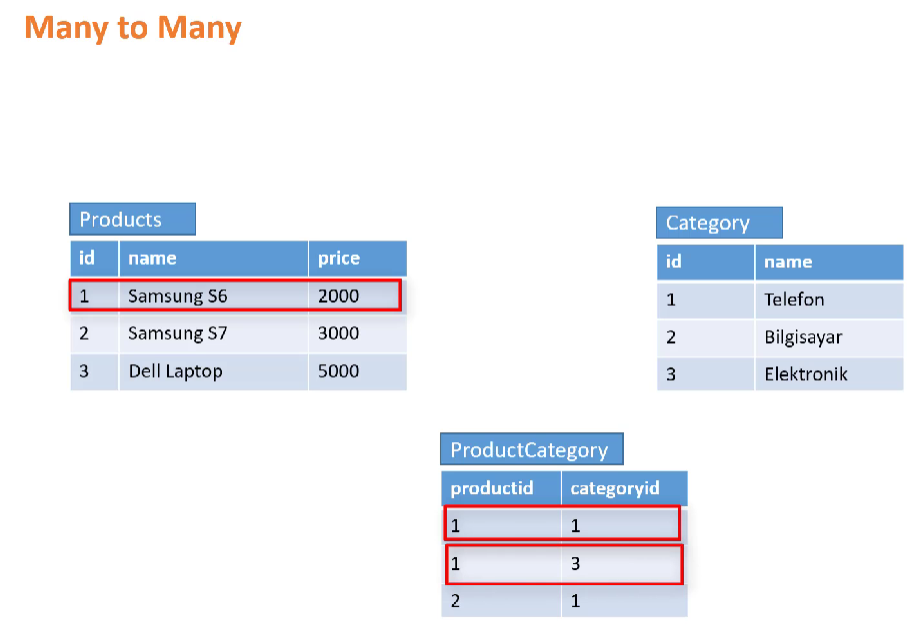 Many to Many
Products
id name price
1 Samsung S6 2000
2 Samsung S7 3000
3 Dell Laptop 5000
Category
id name
1 Telefon
2 Bilgisayar
3 Elektronik
ProductCategory
productid categoryid
1 1
1 3
2 1